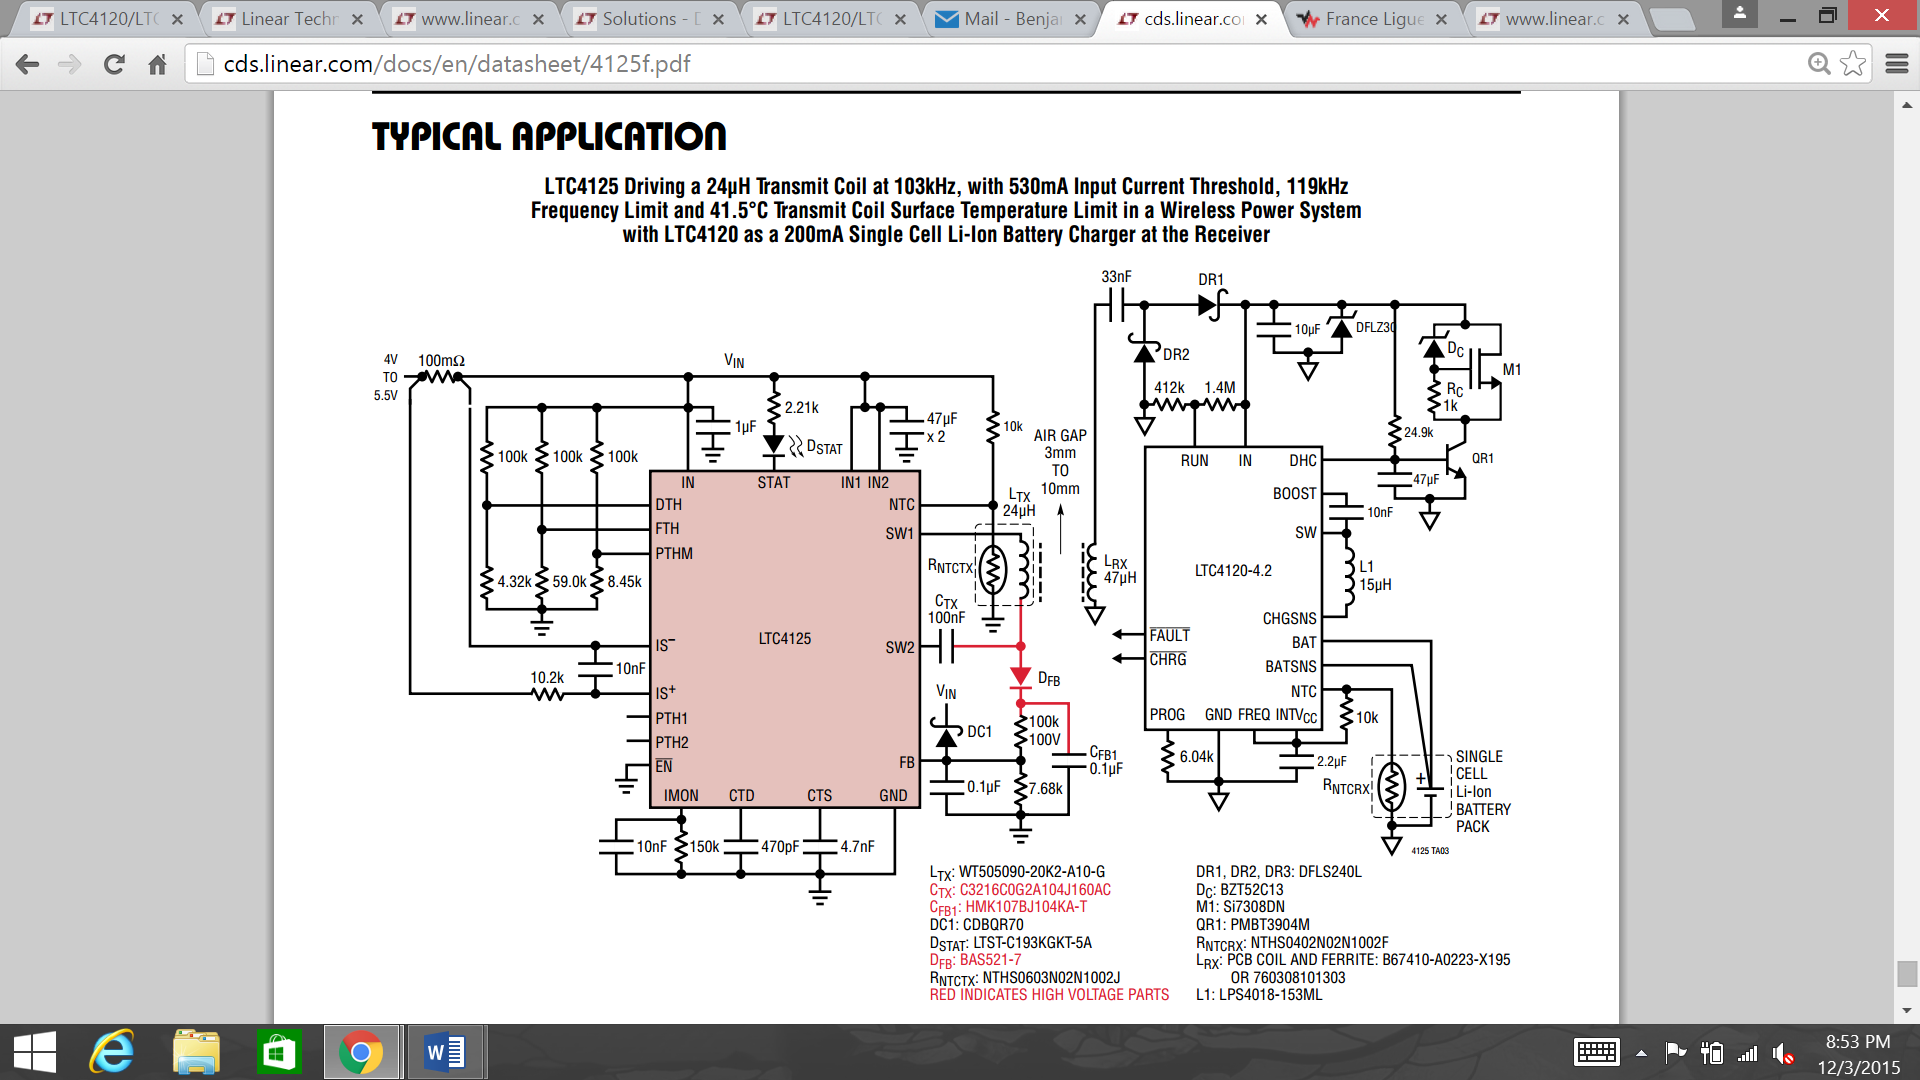 LTC4120/LTC
Linear Techn
www.linear.c
Solutions - D
LTC4120/LTC
Mail - Benja
cds.linear.co
France Ligue
www.linear.c
cds.linear.com/docs/en/datasheet/4125f.pdf
TYPICAL APPLICATION
LTC4125 Driving a 24µH Transmit Coil at 103kHz, with 530mA Input Current Threshold, 119kHz
Frequency Limit and 41.5°C Transmit Coil Surface Temperature Limit in a Wireless Power System
with LTC4120 as a 200mA Single Cell Li-Ion Battery Charger at the Receiver
4V
TO
5.5V
100mΩ
VIN
1µF
2.21k
DSTAT
47µF
x 2
10k
100k
100k
100k
4.32k
59.0k
8.45k
10nF
10.2k
IN
STAT
IN1
IN2
DTH
FTH
PTHM
IS−
IS+
PTH1
PTH2
EN
IMON
CTD
CTS
GND
NTC
SW1
SW2
FB
LTC4125
10nF
150k
470pF
4.7nF
LTX
24µH
RNTCTX
CTX
100nF
DFB
VIN
DC1
0.1µF
100k
100V
7.68k
CFB1
0.1µF
AIR GAP
3mm
TO
10mm
LRX
47µH
33nF
DR1
DR2
412k
1.4M
10µF
DFLZ30
DC
RC
1k
M1
24.9k
QR1
47µF
RUN
IN
DHC
BOOST
SW
CHGSNS
BAT
BATSNS
NTC
FAULT
CHRG
PROG
GND
FREQ
INTVCC
LTC4120-4.2
10nF
L1
15µH
10k
6.04k
2.2µF
RNTCRX
+
SINGLE
CELL
Li-Ion
BATTERY
PACK
4125 TA03
LTX: WT505090-20K2-A10-G
CTX: C3216C0G2A104J160AC
CFB1: HMK107BJ104KA-T
DC1: CDBQR70
DSTAT: LTST-C193KGKT-5A
DFB: BAS521-7
RNTCTX: NTHS0603N02N1002J
RED INDICATES HIGH VOLTAGE PARTS
DR1, DR2, DR3: DFLS240L
DC: BZT52C13
M1: Si7308DN
QR1: PMBT3904M
RNTCRX: NTHS0402N02N1002F
LRX: PCB COIL AND FERRITE: B67410-A0223-X195
OR 760308101303
L1: LPS4018-153ML
8:53 PM
12/3/2015